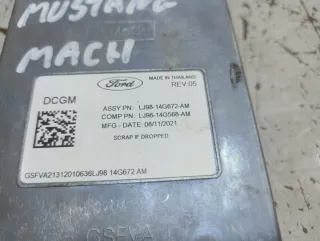 MUSTANG
MACH
Ford
MADE IN THAILAND
REV:05
DCGM
ASSY PN: LJ98-14G672-AM
COMP PN: LJ98-14G568-AM
MFG - DATE: 08/11/2021
SCRAP IF DROPPED
GSFVA21312010636LJ98 14G672 AM
GSFVA